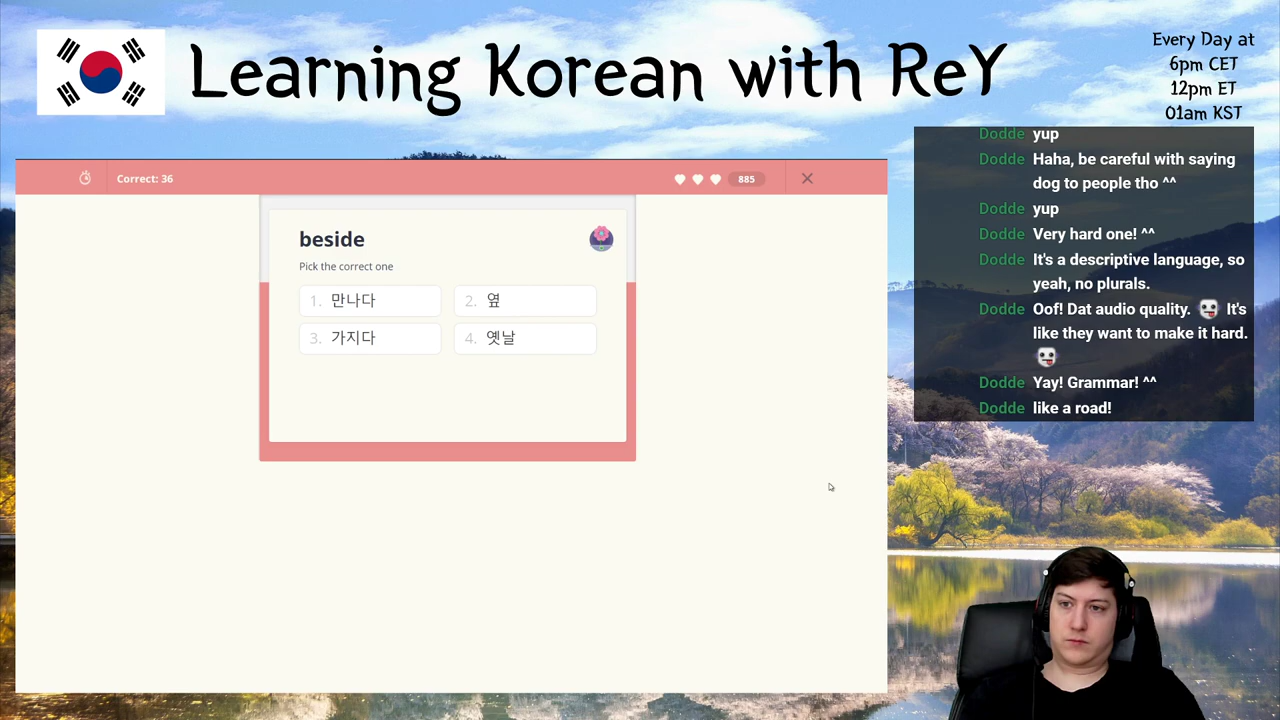 Learning Korean with ReY
Every Day at
6pm CET
12pm ET
01am KST
Correct: 36
885
beside
Pick the correct one
1. 만나다
2. 옆
3. 가지다
4. 옛날
Dodde yup
Dodde Haha, be careful with saying
dog to people tho ^^
Dodde yup
Dodde Very hard one! ^^
Dodde It's a descriptive language, so
yeah, no plurals.
Dodde Oof! Dat audio quality. It's
like they want to make it hard.
Dodde Yay! Grammar! ^^
Dodde like a road!